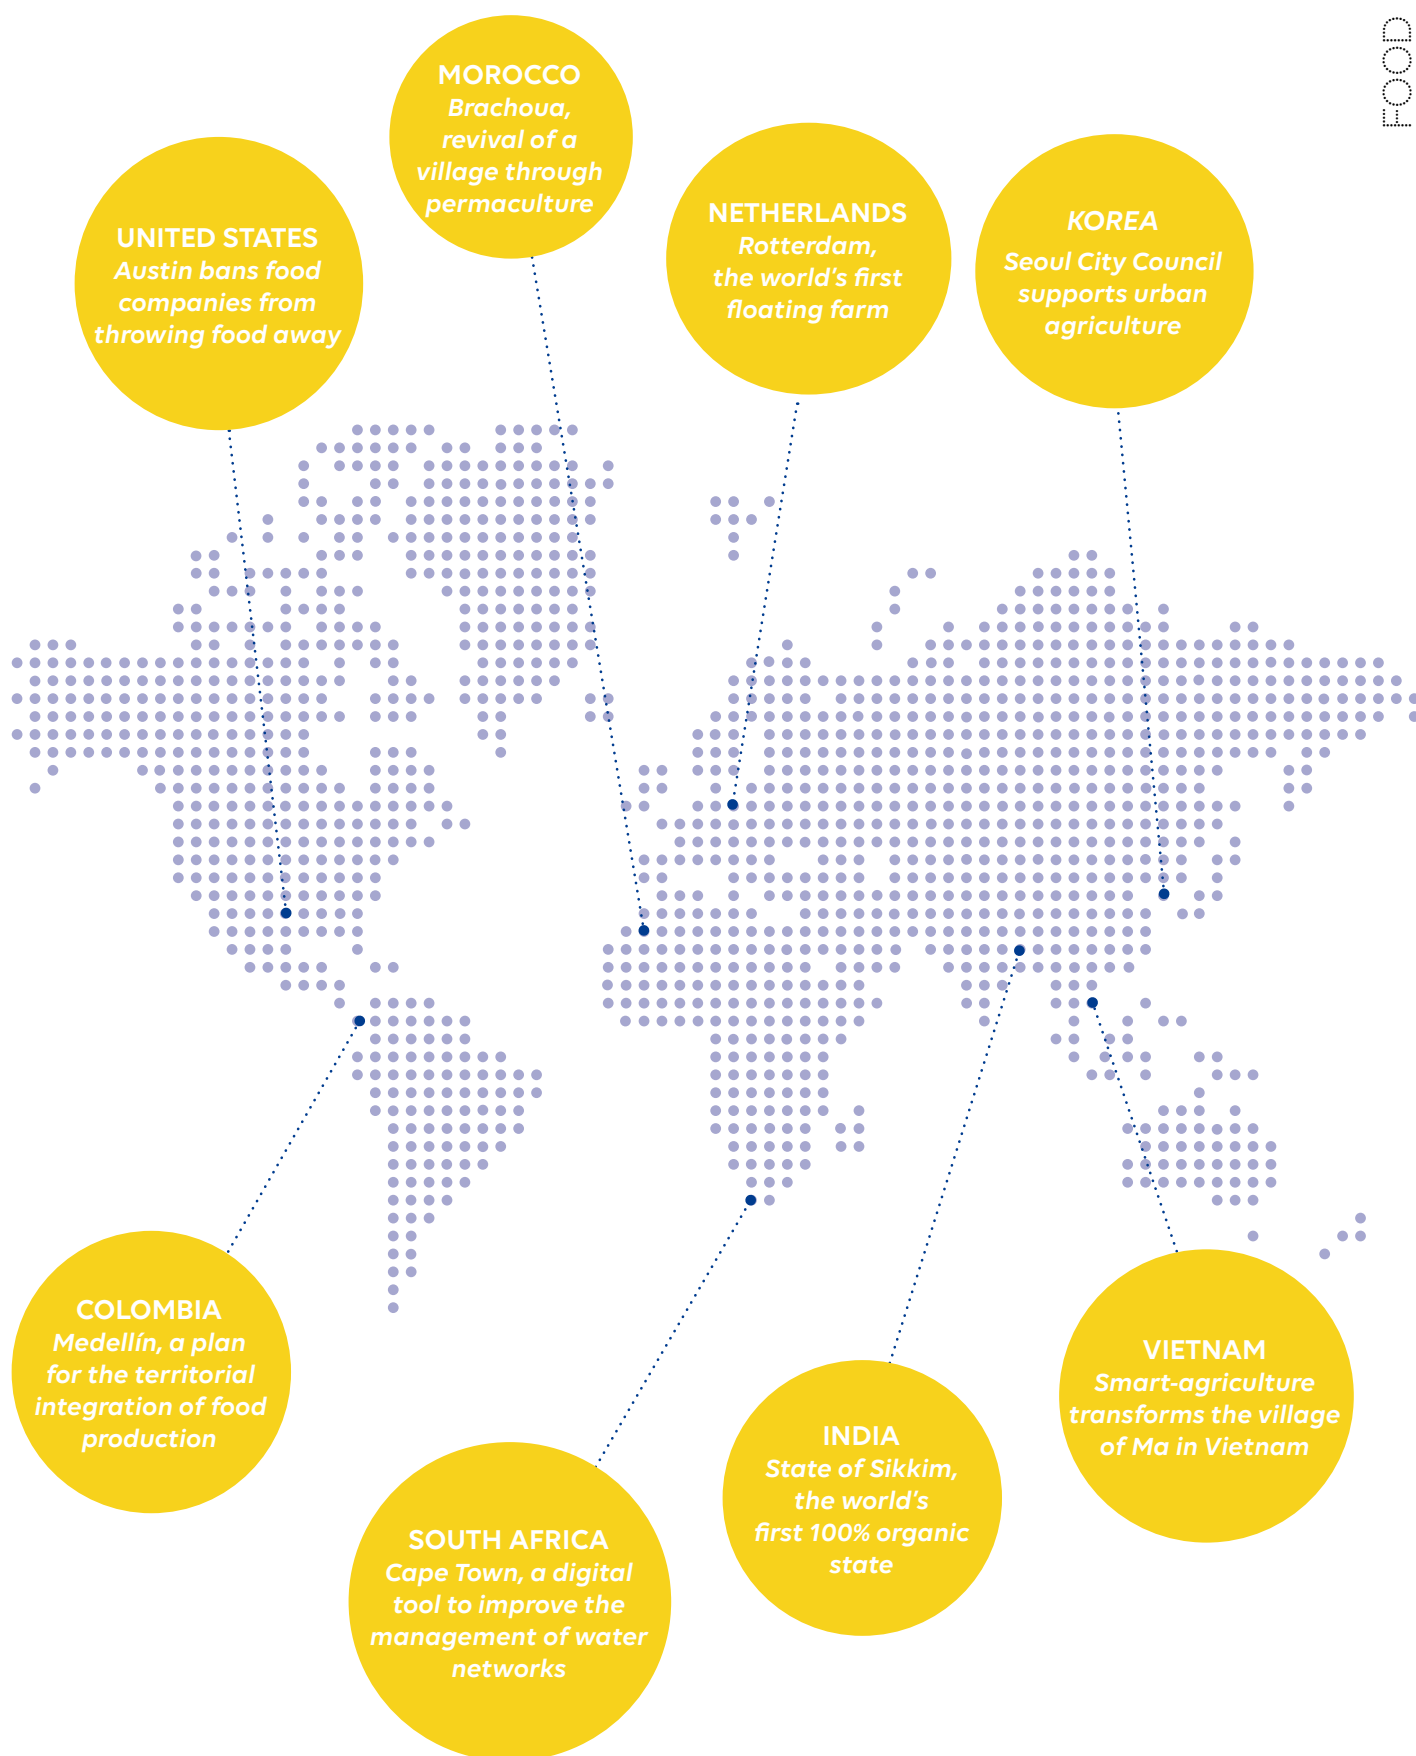 FOOD
MOROCCO
Brachoua,
revival of a
village through
permaculture
UNITED STATES
Austin bans food
companies from
throwing food away
NETHERLANDS
Rotterdam,
the world's first
floating farm
KOREA
Seoul City Council
supports urban
agriculture
COLOMBIA
Medellín, a plan
for the territorial
integration of food
production
SOUTH AFRICA
Cape Town, a digital
tool to improve the
management of water
networks
INDIA
State of Sikkim,
the world's
first 100% organic
state
VIETNAM
Smart-agriculture
transforms the village
of Ma in Vietnam